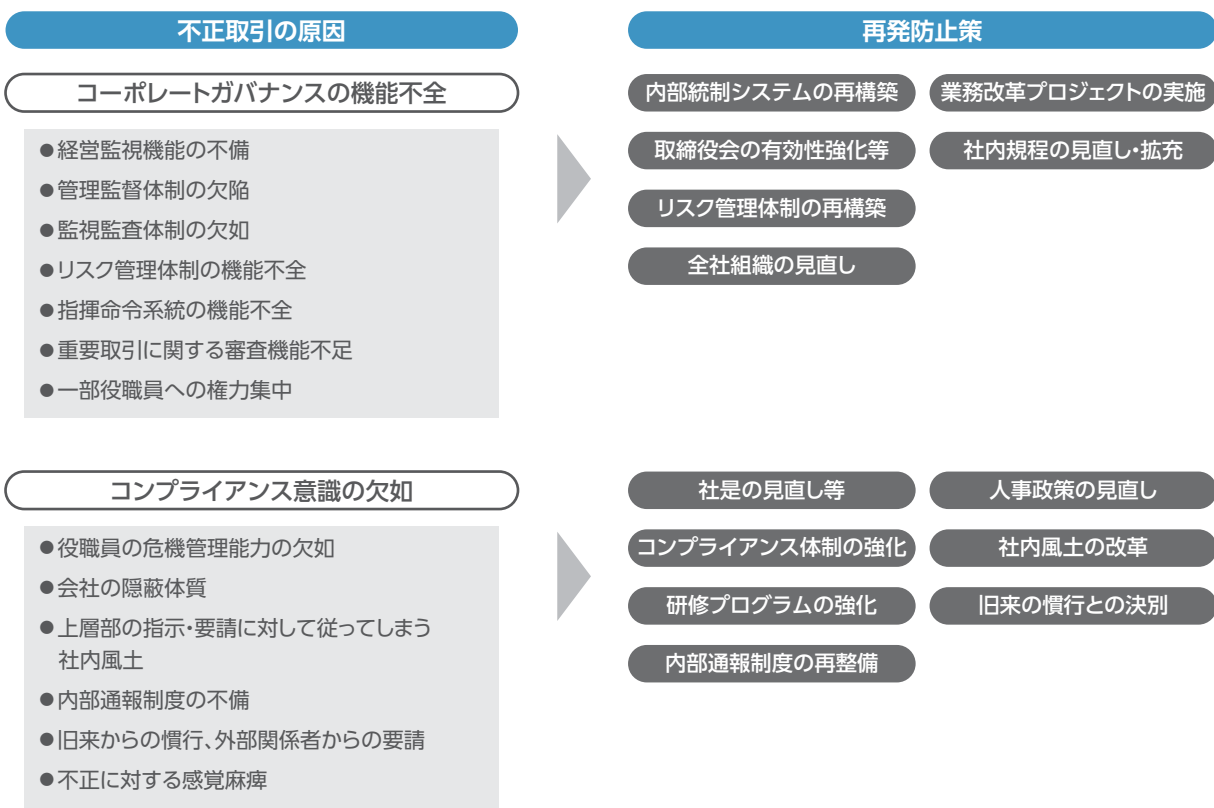 不正取引の原因
再発防止策
コーポレートガバナンスの機能不全
●経営監視機能の不備
●管理監督体制の欠陥
●監視監査体制の欠如
●リスク管理体制の機能不全
●指揮命令系統の機能不全
●重要取引に関する審査機能不足
●一部役職員への権力集中
内部統制システムの再構築
業務改革プロジェクトの実施
取締役会の有効性強化等
社内規程の見直し・拡充
リスク管理体制の再構築
全社組織の見直し
コンプライアンス意識の欠如
●役職員の危機管理能力の欠如
●会社の隠蔽体質
●上層部の指示・要請に対して従ってしまう
社内風土
●内部通報制度の不備
●旧来からの慣行、外部関係者からの要請
●不正に対する感覚麻痺
社是の見直し等
人事政策の見直し
コンプライアンス体制の強化
社内風土の改革
研修プログラムの強化
旧来の慣行との決別
内部通報制度の再整備